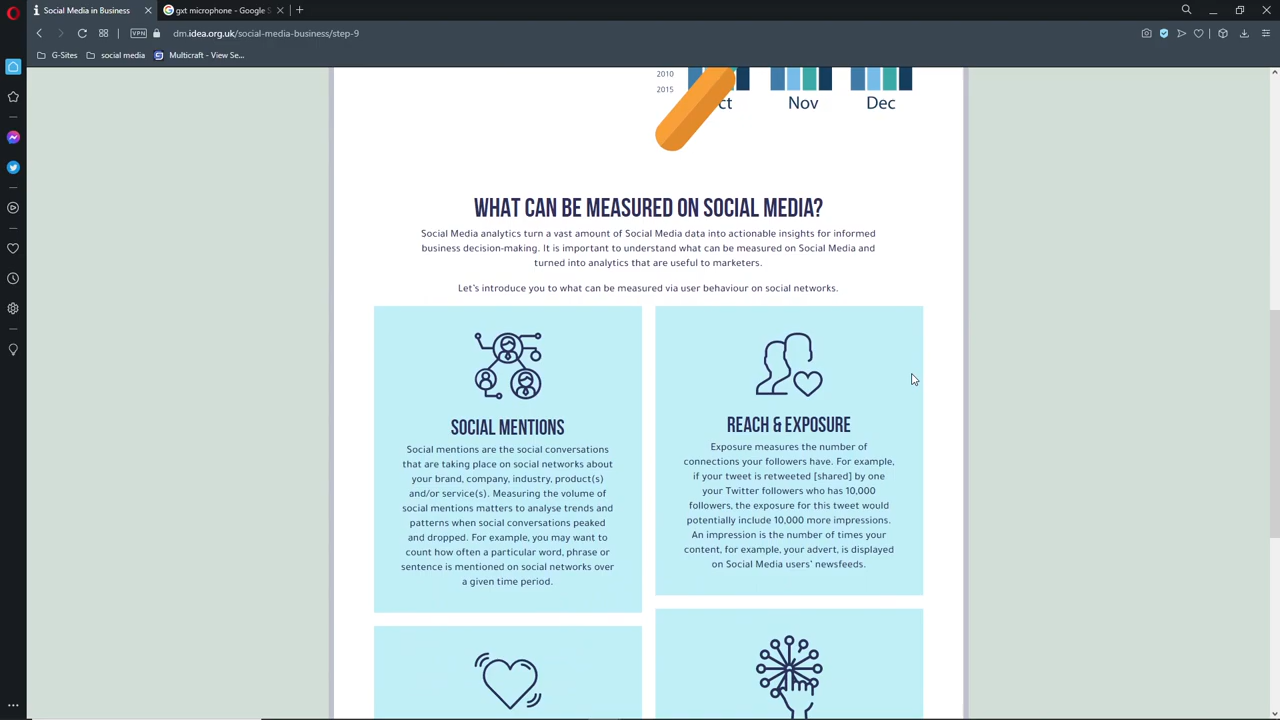 Social Media in Business
gxt microphone - Google S
VPN
dm.idea.org.uk/social-media-business/step-9
G-Sites
social media
Multicraft - View Se...
2010
2015
ct
Nov
Dec
WHAT CAN BE MEASURED ON SOCIAL MEDIA?
Social Media analytics turn a vast amount of Social Media data into actionable insights for informed
business decision-making. It is important to understand what can be measured on Social Media and
turned into analytics that are useful to marketers.
Let's introduce you to what can be measured via user behaviour on social networks.
SOCIAL MENTIONS
Social mentions are the social conversations
that are taking place on social networks about
your brand, company, industry, product(s)
and/or service(s). Measuring the volume of
social mentions matters to analyse trends and
patterns when social conversations peaked
and dropped. For example, you may want to
count how often a particular word, phrase or
sentence is mentioned on social networks over
a given time period.
REACH & EXPOSURE
Exposure measures the number of
connections your followers have. For example,
if your tweet is retweeted [shared] by one
your Twitter followers who has 10,000
followers, the exposure for this tweet would
potentially include 10,000 more impressions.
An impression is the number of times your
content, for example, your advert, is displayed
on Social Media users' newsfeeds.